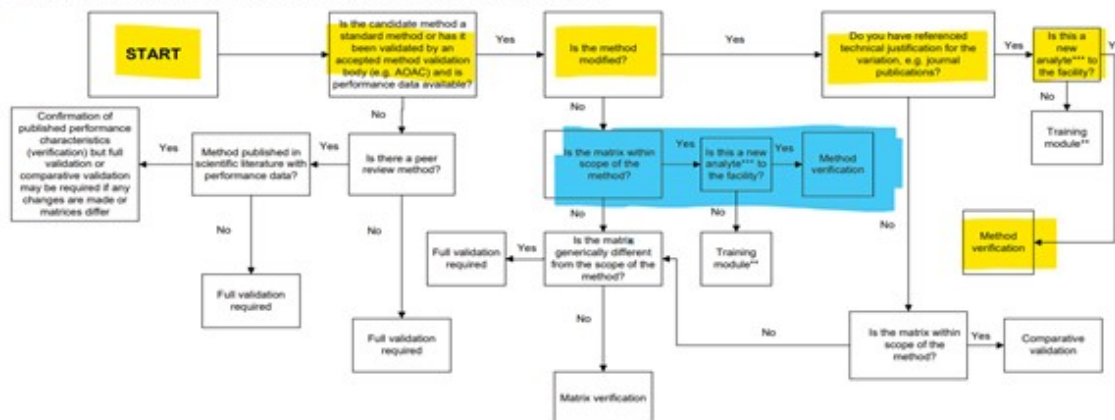 START
Is the candidate method a
standard method or has it
been validated by an
accepted method validation
body (e.g. AOAC) and is
performance data available?
Yes
Is the method
modified?
Yes
Do you have referenced
technical justification for
the variation, e.g. journal
publications?
Yes
Is this a
new
analyte*** to
the facility?
No
No
No
No
Training
module**
Confirmation of
published performance
characteristics
(verification) but full
validation or
comparative validation
may be required if any
changes are made or
matrices differ
Yes
Method published in
scientific literature with
performance data?
Yes
Is there a peer
review method?
Is the matrix within
scope of the
method?
Yes
Is this a new
analyte*** to
the facility?
Yes
Method
verification
No
No
No
No
Method
verification
Full validation
required
Yes
Is the matrix
generically different
from the scope of the
method?
Training
module**
Full validation
required
No
No
Full validation
required
Is the matrix within
scope of the
method?
Yes
Comparative
validation
Matrix verification